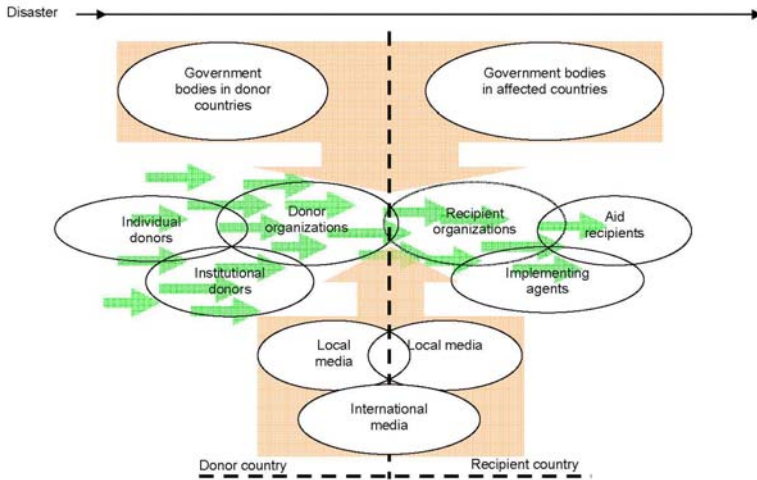 Disaster
Government
bodies in donor
countries
Government bodies
in affected countries
Individual
donors
Donor
organizations
Recipient
organizations
Aid
recipients
Institutional
donors
Implementing
agents
Local
media
Local media
International
media
Donor country
Recipient country